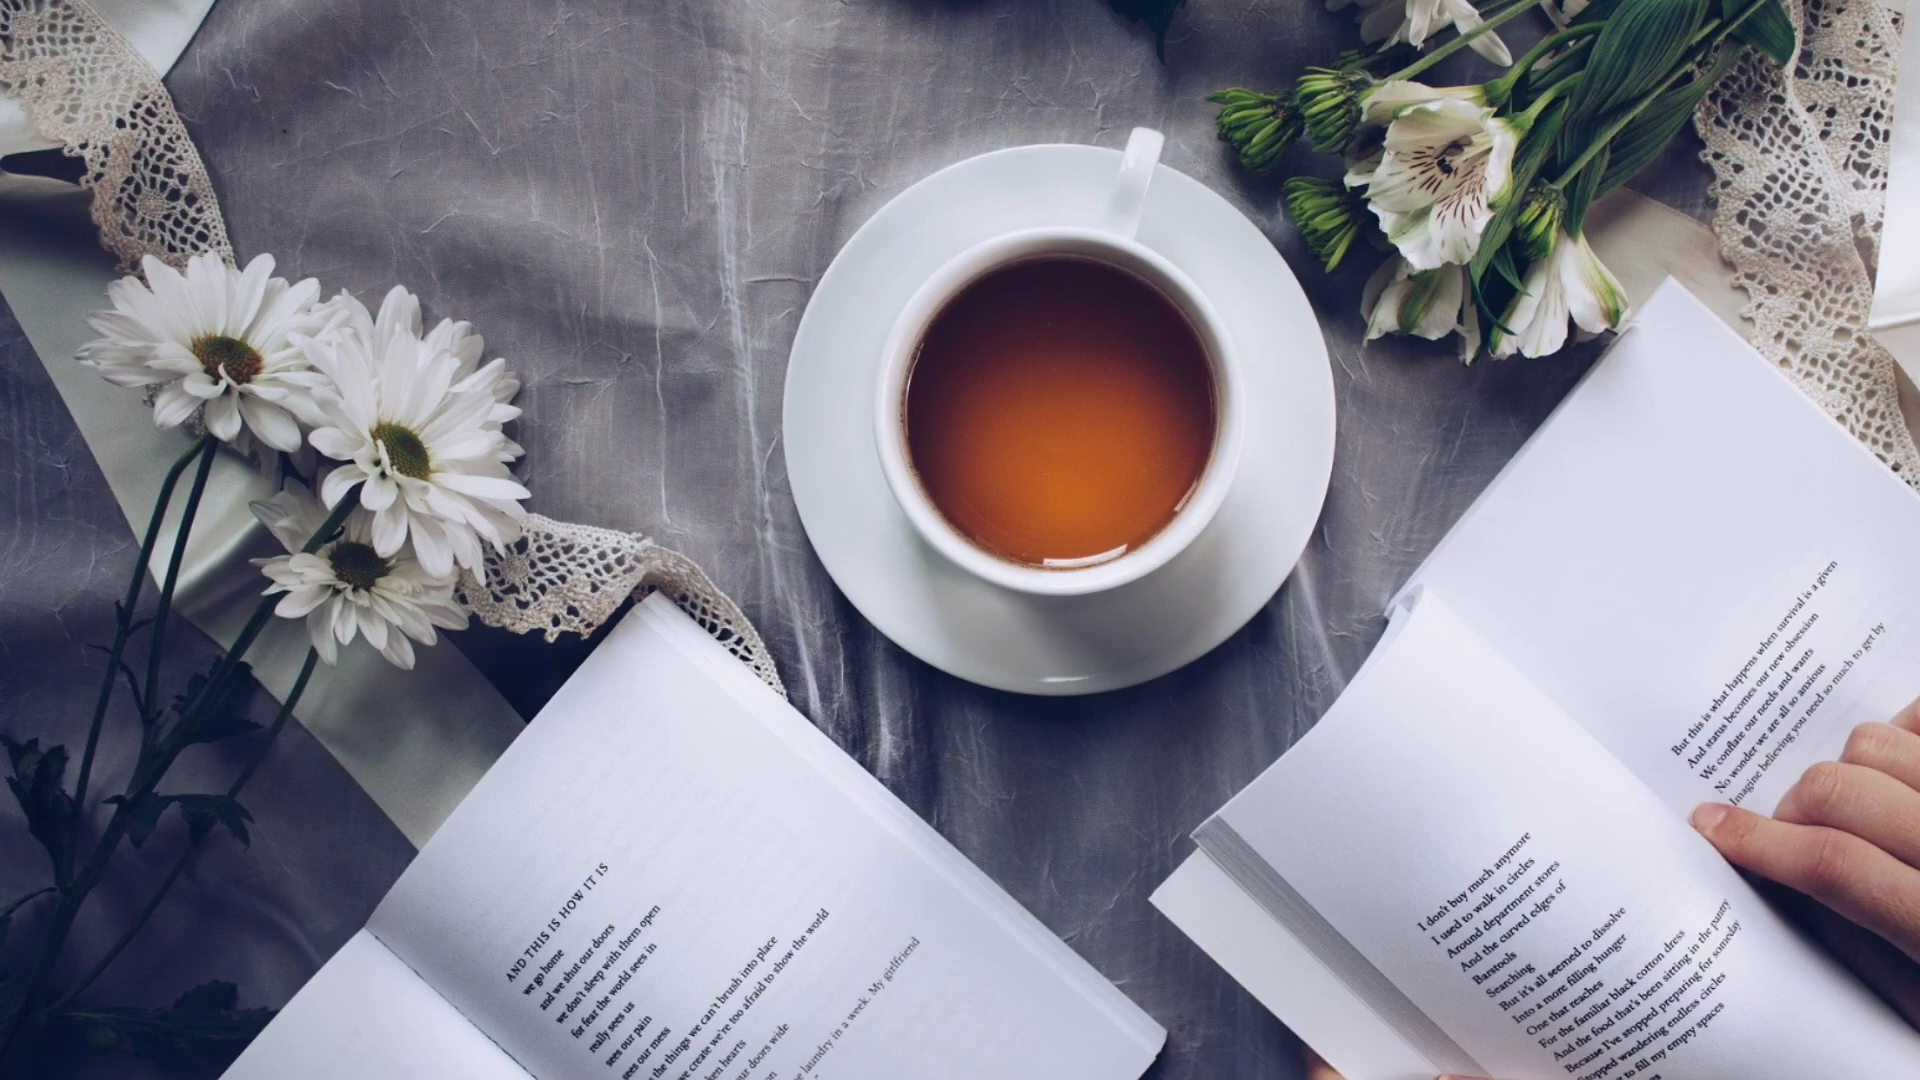 AND THIS IS HOW IT IS
we go home
and we shut our doors
we don't sleep with them open
for fear the world sees in
really sees us
sees our pain
sees our mess
the things we can't brush into place
we create we're too afraid to show the world
hearts
doors wide
laundry in a week. My girlfriend
I don't buy much anymore
I used to walk in circles
Around department stores
And the curved edges of
Barstools
Searching
But it's all seemed to dissolve
Into a more filling hunger
One that reaches
For the familiar black cotton dress
And the food that's been sitting in the pantry
Because I've stopped preparing for someday
Stopped wandering endless circles
to fill my empty spaces
But this is what happens when survival is a given
And status becomes our new obsession
We conflate our needs and wants
No wonder we are all so anxious
Imagine believing you need so much to get by